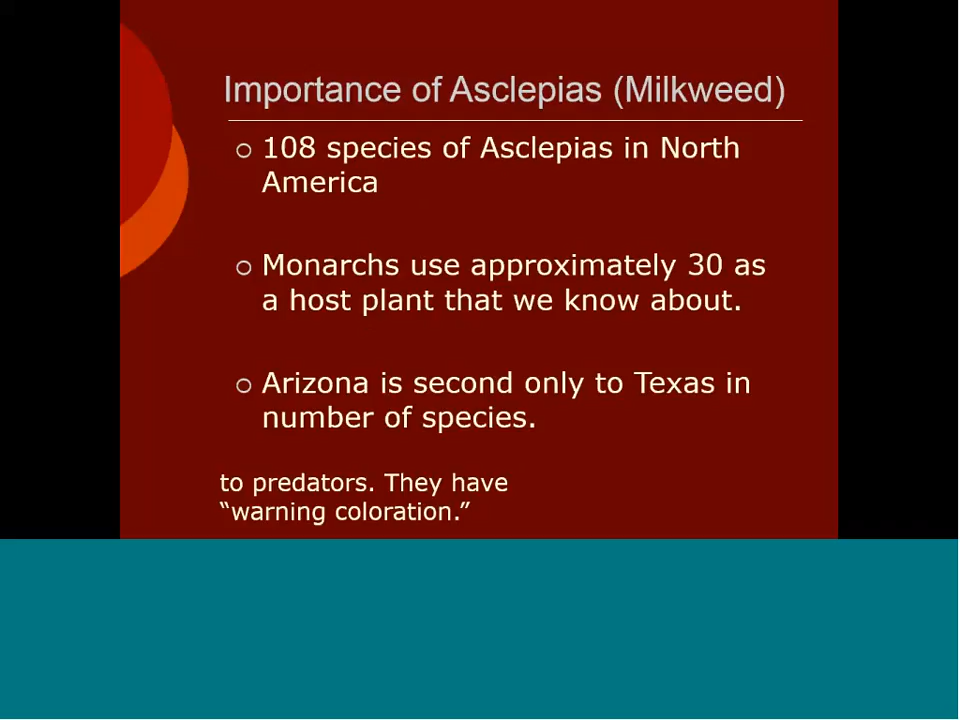 Importance of Asclepias (Milkweed)
108 species of Asclepias in North
America
Monarchs use approximately 30 as
a host plant that we know about.
Arizona is second only to Texas in
number of species.
to predators. They have
“warning coloration.”